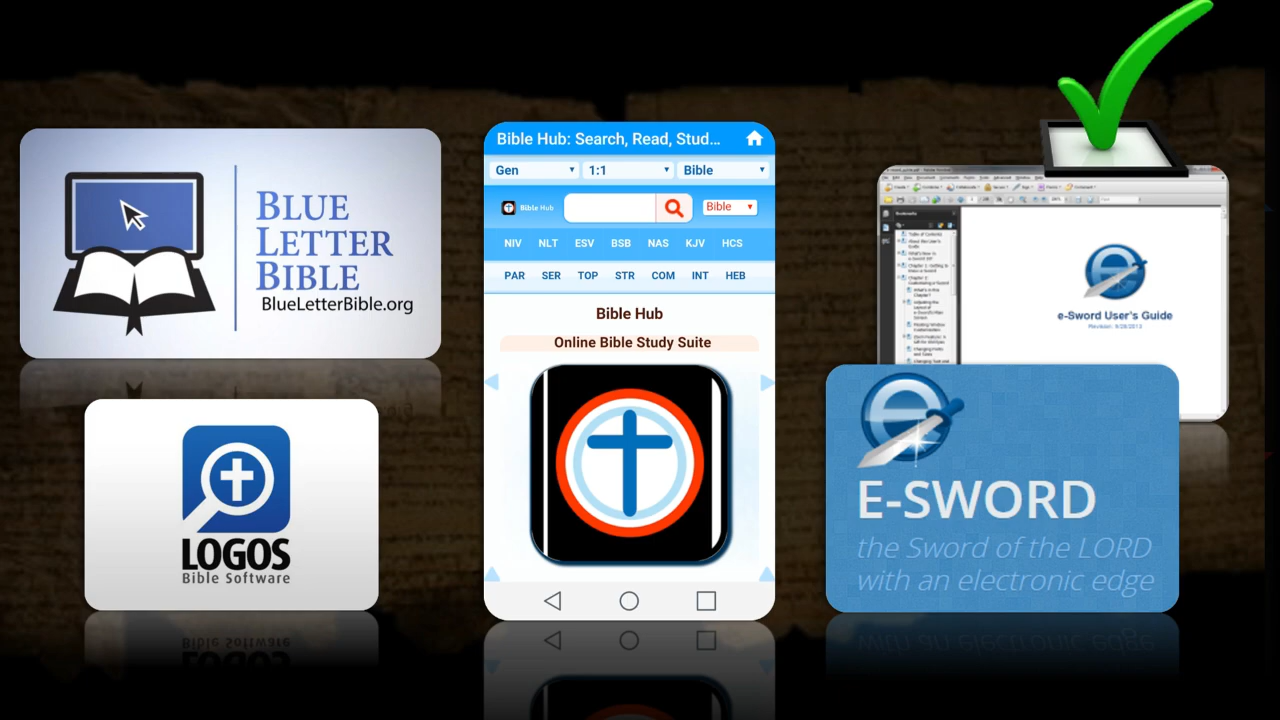 BLUE
LETTER
BIBLE
BlueLetterBible.org
LOGOS
Bible Software
Bible Hub: Search, Read, Stud...
Gen 1:1 Bible
Bible Hub Bible
NIV NLT ESV BSB NAS KJV HCS
PAR SER TOP STR COM INT HEB
Bible Hub
Online Bible Study Suite
e-Sword User's Guide
E-SWORD
the Sword of the LORD
with an electronic edge